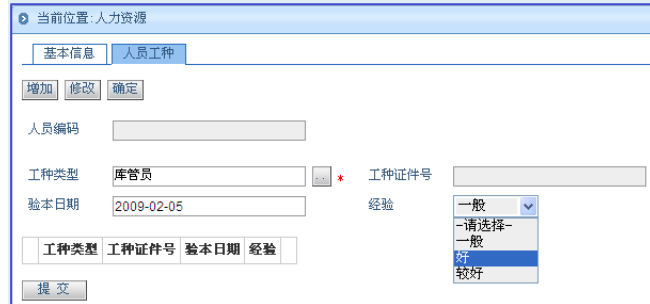 当前位置:人力资源
基本信息 人员工种
增加 修改 确定
人员编码
工种类型 库管员 .. * 工种证件号
验本日期 2009-02-05 经验 一般
-请选择-
一般
好
较好
工种类型 工种证件号 验本日期 经验
提 交